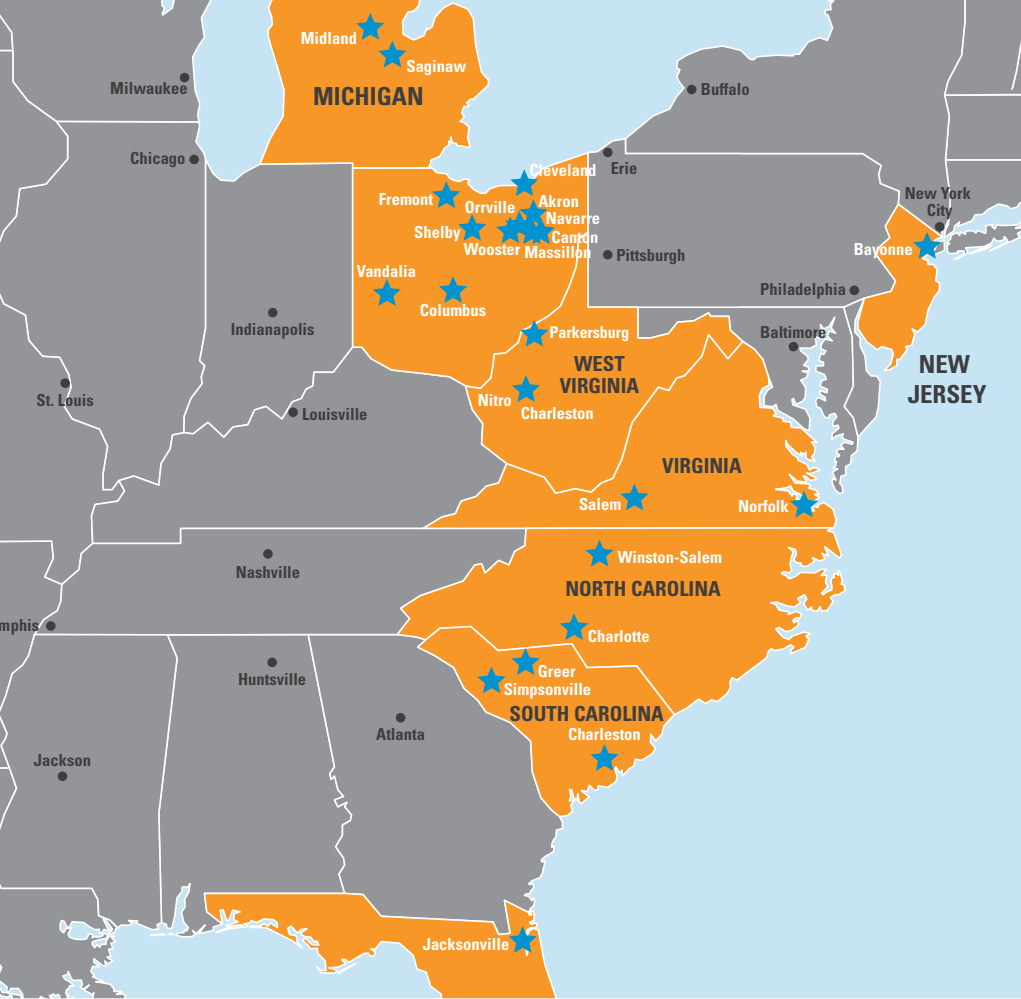 Midland
Saginaw
Milwaukee
MICHIGAN
Buffalo
Chicago
Erie
Cleveland
Fremont
Orrville
Akron
Navarre
Shelby
Canton
Wooster
Massillon
New York
City
Bayonne
Pittsburgh
Vandalia
Columbus
Philadelphia
Indianapolis
Parkersburg
Baltimore
WEST
VIRGINIA
NEW
JERSEY
St. Louis
Nitro
Charleston
Louisville
VIRGINIA
Salem
Norfolk
Nashville
Winston-Salem
NORTH CAROLINA
mphis
Charlotte
Huntsville
Greer
Simpsonville
SOUTH CAROLINA
Atlanta
Charleston
Jackson
Jacksonville